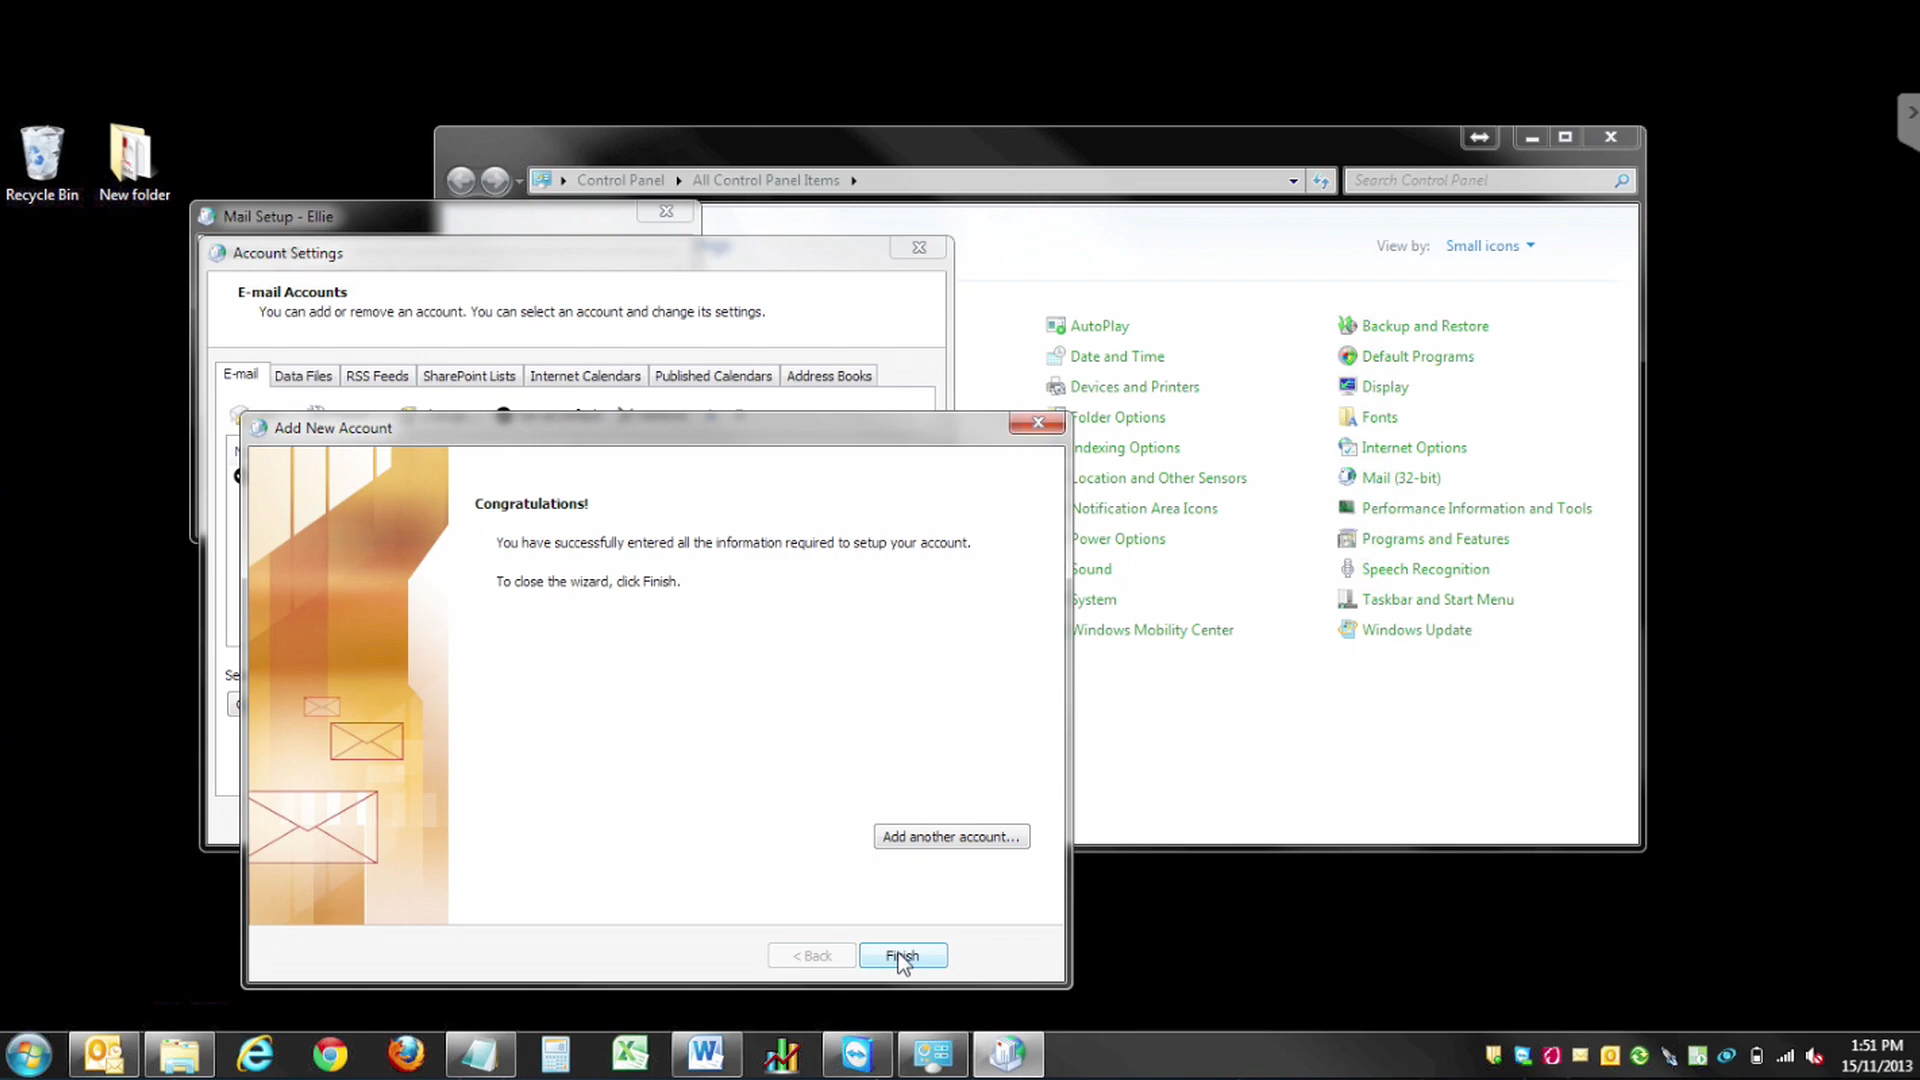 Recycle Bin
New folder
Control Panel
All Control Panel Items
Search Control Panel
Mail Setup - Ellie
Account Settings
View by: Small icons
E-mail Accounts
You can add or remove an account. You can select an account and change its settings.
E-mail
Data Files
RSS Feeds
SharePoint Lists
Internet Calendars
Published Calendars
Address Books
AutoPlay
Backup and Restore
Date and Time
Default Programs
Devices and Printers
Display
Folder Options
Fonts
Indexing Options
Internet Options
Location and Other Sensors
Mail (32-bit)
Notification Area Icons
Performance Information and Tools
Power Options
Programs and Features
Sound
Speech Recognition
System
Taskbar and Start Menu
Windows Mobility Center
Windows Update
Add New Account
Congratulations!
You have successfully entered all the information required to setup your account.
To close the wizard, click Finish.
Se
Add another account...
< Back
Finish
1:51 PM
15/11/2013